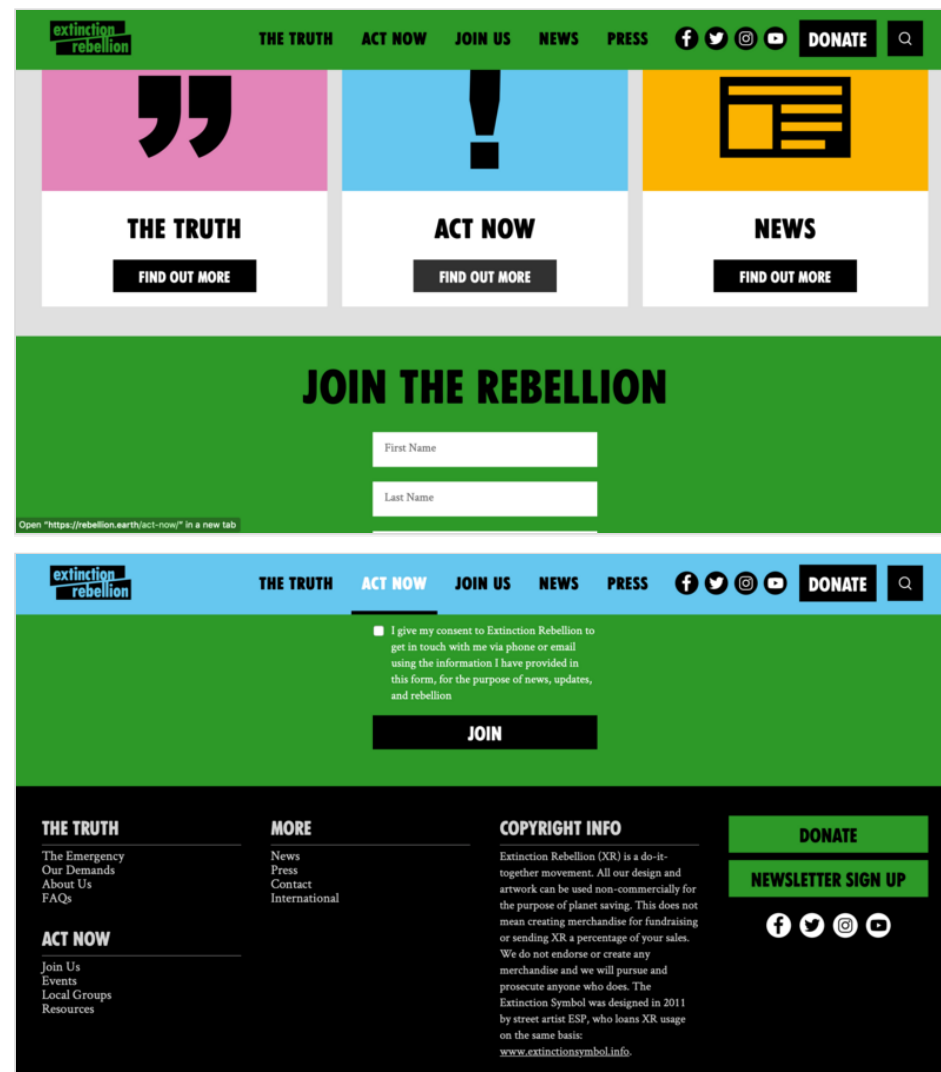 extinction
rebellion
THE TRUTH ACT NOW JOIN US NEWS PRESS DONATE
THE TRUTH
FIND OUT MORE
ACT NOW
FIND OUT MORE
NEWS
FIND OUT MORE
JOIN THE REBELLION
First Name
Last Name
Open "https://rebellion.earth/act-now/" in a new tab
extinction
rebellion
THE TRUTH ACT NOW JOIN US NEWS PRESS DONATE
I give my consent to Extinction Rebellion to
get in touch with me via phone or email
using the information I have provided in
this form, for the purpose of news, updates,
and rebellion
JOIN
THE TRUTH
The Emergency
Our Demands
About Us
FAQs
ACT NOW
Join Us
Events
Local Groups
Resources
MORE
News
Press
Contact
International
COPYRIGHT INFO
Extinction Rebellion (XR) is a do-it-
together movement. All our design and
artwork can be used non-commercially for
the purpose of planet saving. This does not
mean creating merchandise for fundraising
or sending XR a percentage of your sales.
We do not endorse or create any
merchandise and we will pursue and
prosecute anyone who does. The
Extinction Symbol was designed in 2011
by street artist ESP, who loans XR usage
on the same basis:
www.extinctionsymbol.info.
DONATE
NEWSLETTER SIGN UP